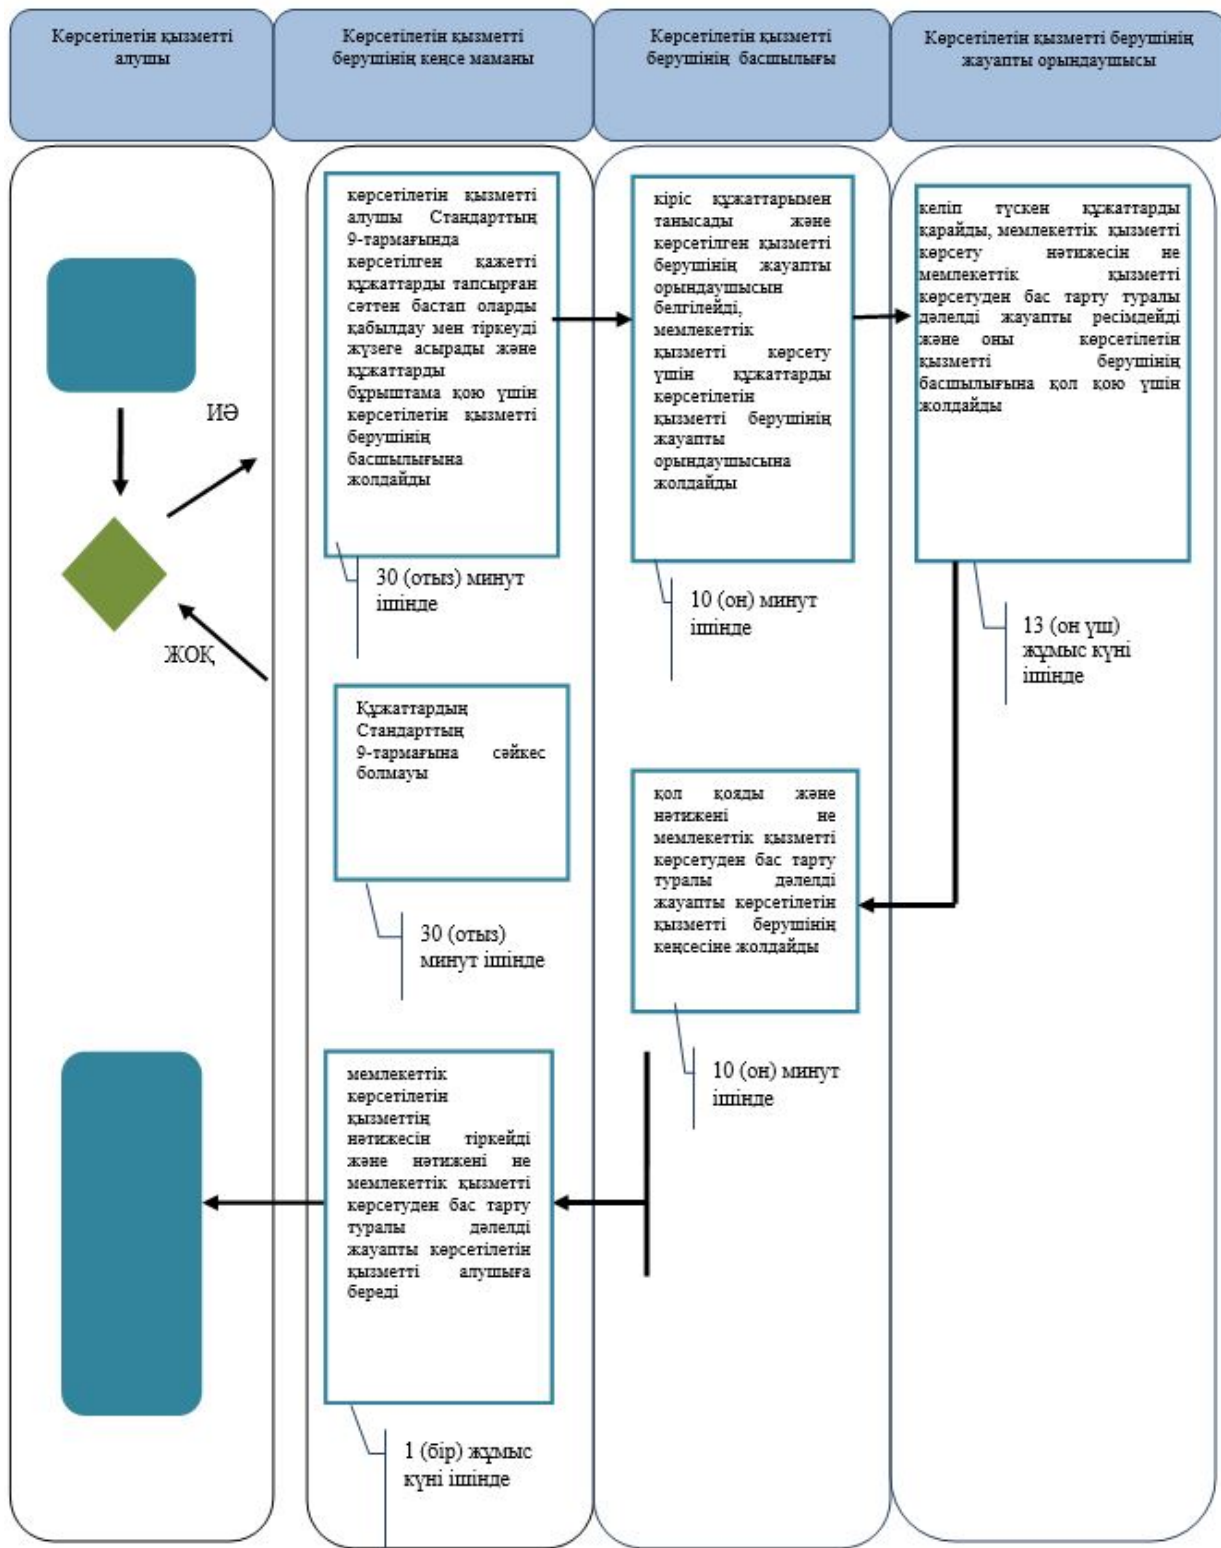 Көрсетілетін қызметті
алушы
Көрсетілетін қызметті
берушінің кеңсе маманы
Көрсетілетін қызметті
берушінің басшылығы
Көрсетілетін қызметті берушінің
жауапты орындаушысы
ИӘ
ЖОҚ
көрсетілетін қызметті
алушы Стандарттың
9-тармағында
көрсетілген қажетті
құжаттарды тапсырған
сәттен бастап оларды
қабылдау мен тіркеуді
жүзеге асырады және
құжаттарды
бұрыштама қою үшін
көрсетілетін қызметті
берушінің
басшылығына
жолдайды
30 (отыз) минут
ішінде
кіріс құжаттарымен
танысады және
көрсетілген қызметті
берушінің жауапты
орындаушысын
белгілейді,
мемлекеттік
қызметті көрсету
үшін құжаттарды
көрсетілетін
қызметті берушінің
жауапты
орындаушысына
жолдайды
10 (он) минут
ішінде
келіп түскен құжаттарды
қарайды, мемлекеттік қызметті
көрсету нәтижесін не
мемлекеттік қызметті
көрсетуден бас тарту туралы
дәлелді жауапты ресімдейді
және оны көрсетілетін
қызметті берушінің
басшылығына қол қою үшін
жолдайды
13 (он үш)
жұмыс күні
ішінде
Құжаттардың
Стандарттың
9-тармағына сәйкес
болмауы
30 (отыз)
минут ішінде
қол қояды және
нәтижені не
мемлекеттік қызметті
көрсетуден бас тарту
туралы дәлелді
жауапты көрсетілетін
қызметті берушінің
кеңсесіне жолдайды
10 (он) минут
ішінде
мемлекеттік
көрсетілетін
қызметтің
нәтижесін тіркейді
және нәтижені не
мемлекеттік қызметті
көрсетуден бас тарту
туралы дәлелді
жауапты көрсетілетін
қызметті алушыға
береді
1 (бір) жұмыс
күні ішінде